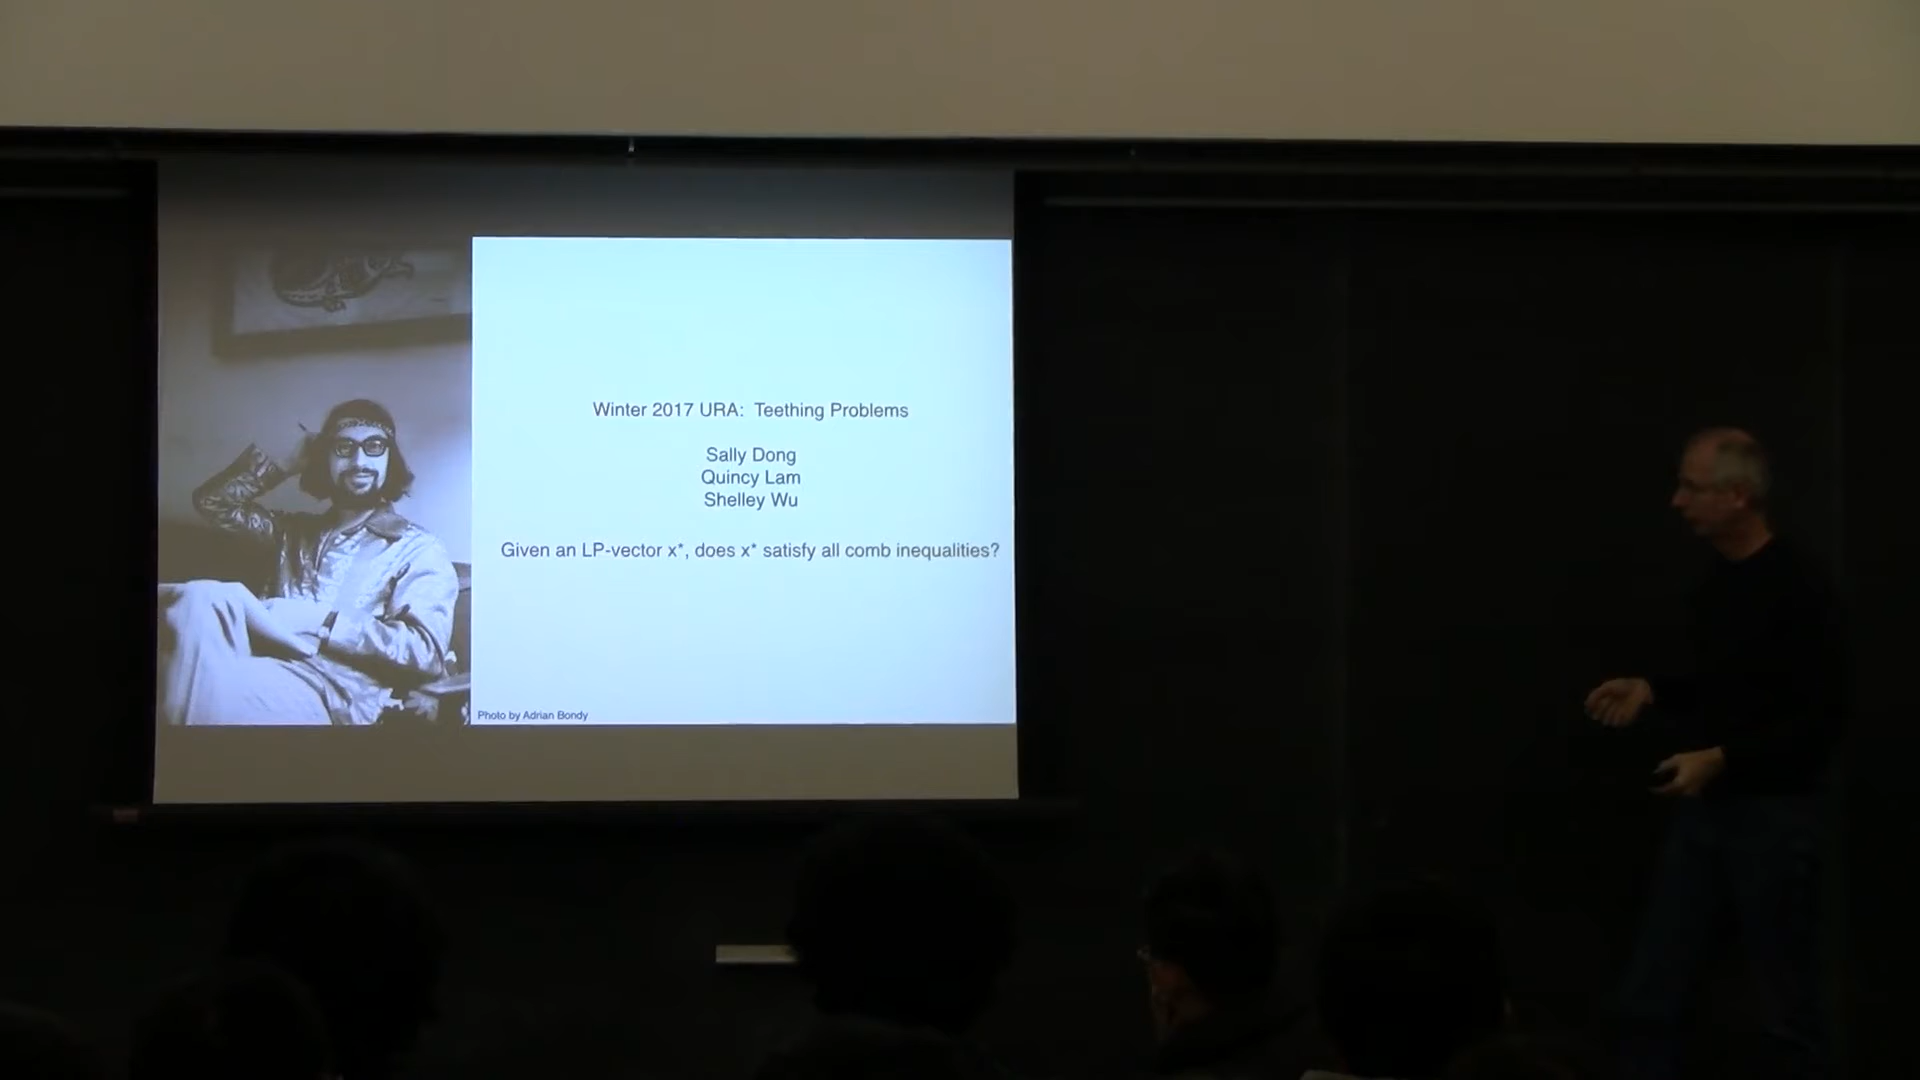 Winter 2017 URA: Teething Problems
Sally Dong
Quincy Lam
Shelley Wu
Given an LP-vector x*, does x* satisfy all comb inequalities?
Photo by Adrian Bondy